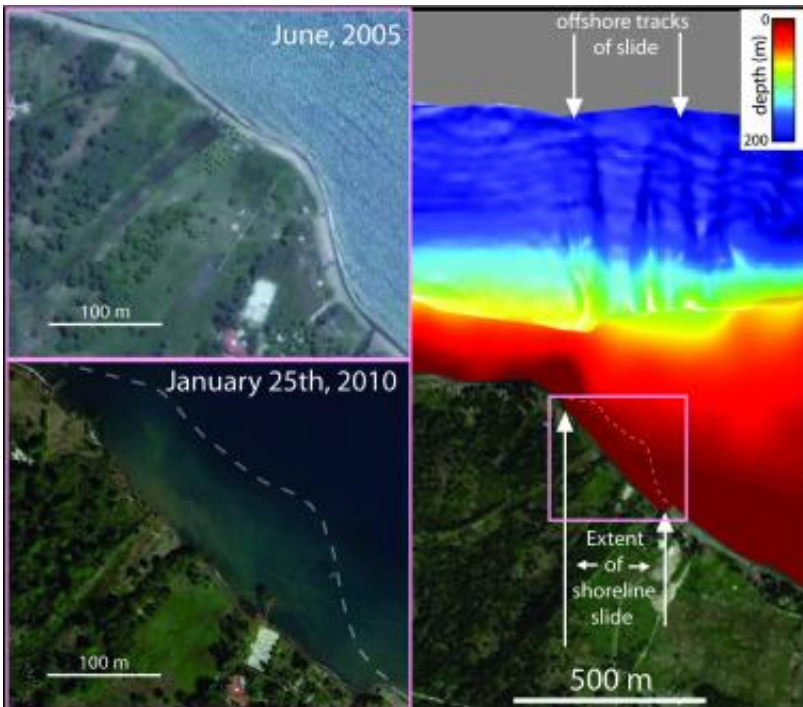 June, 2005
100 m
January 25th, 2010
100 m
offshore tracks
of slide
0
depth (m)
200
Extent
of
shoreline
slide
500 m